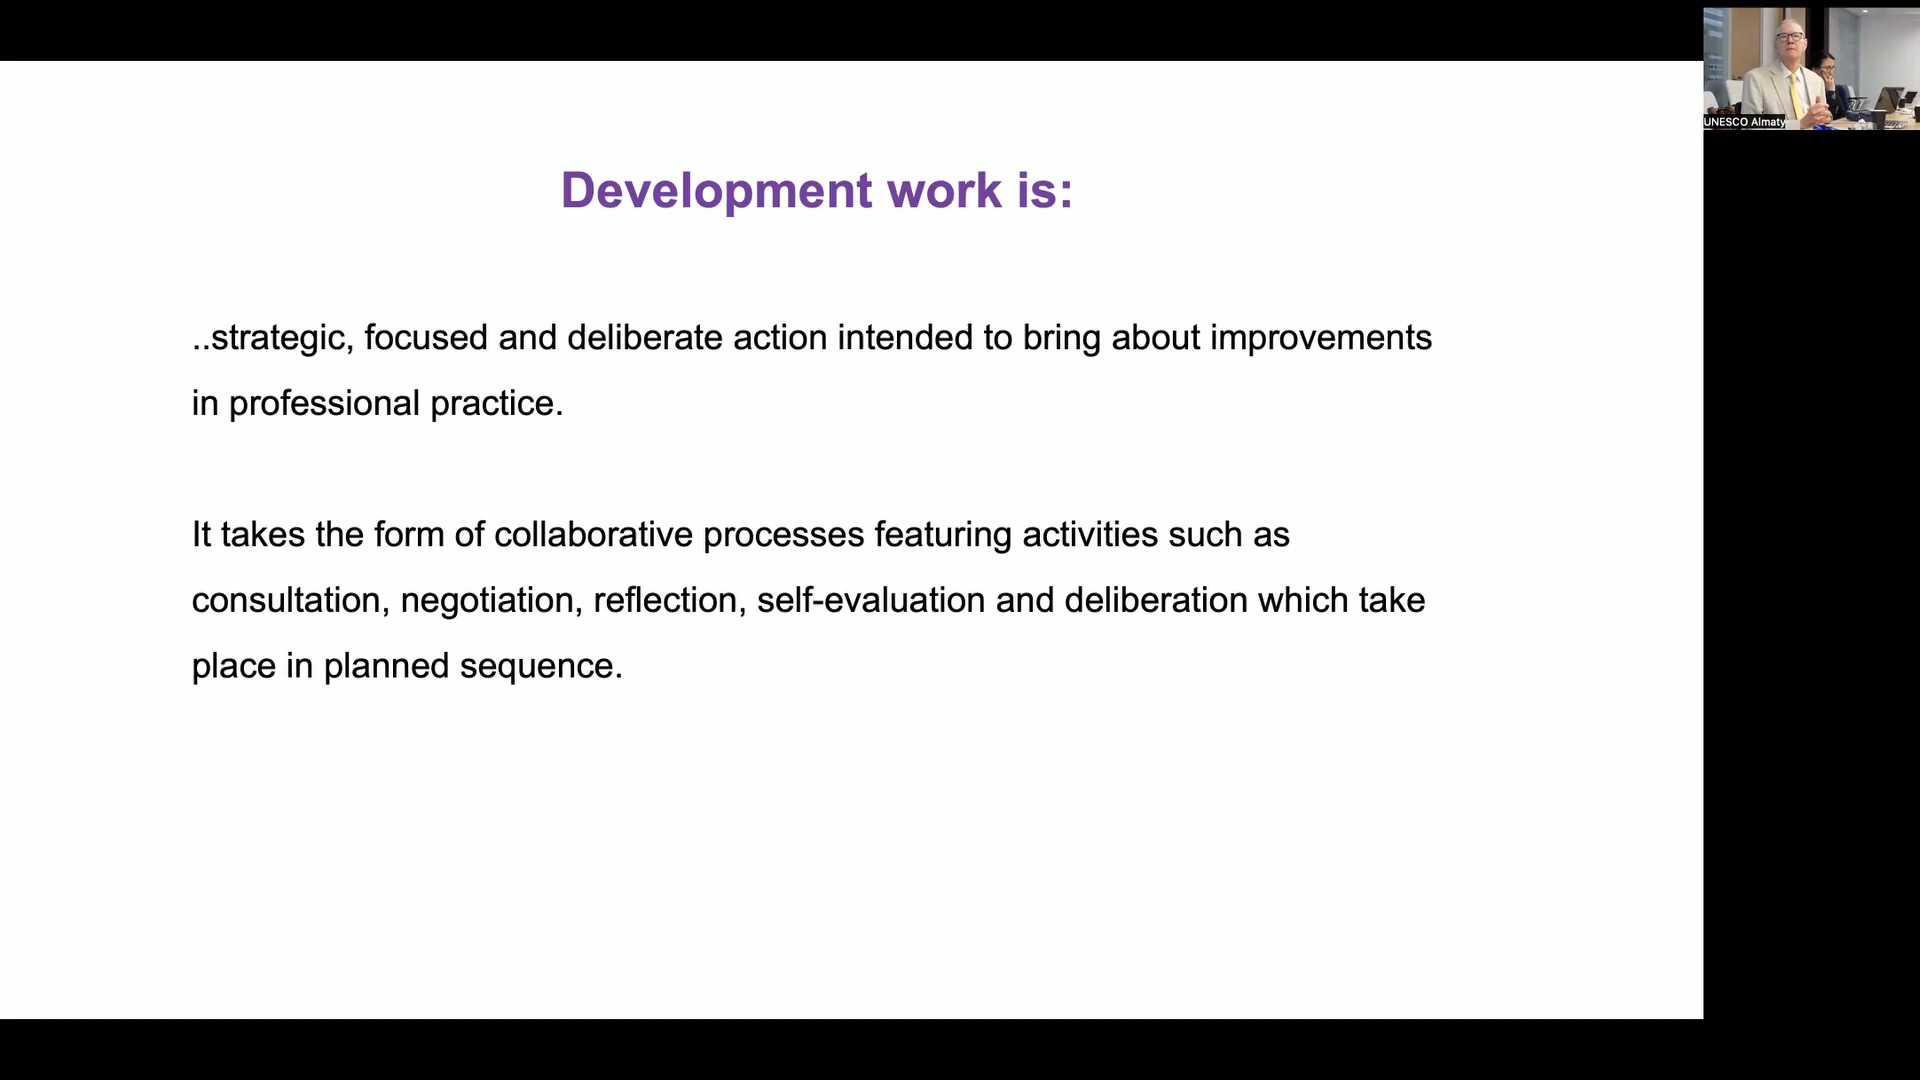 Development work is:
..strategic, focused and deliberate action intended to bring about improvements
in professional practice.
It takes the form of collaborative processes featuring activities such as
consultation, negotiation, reflection, self-evaluation and deliberation which take
place in planned sequence.
UNESCO Almaty